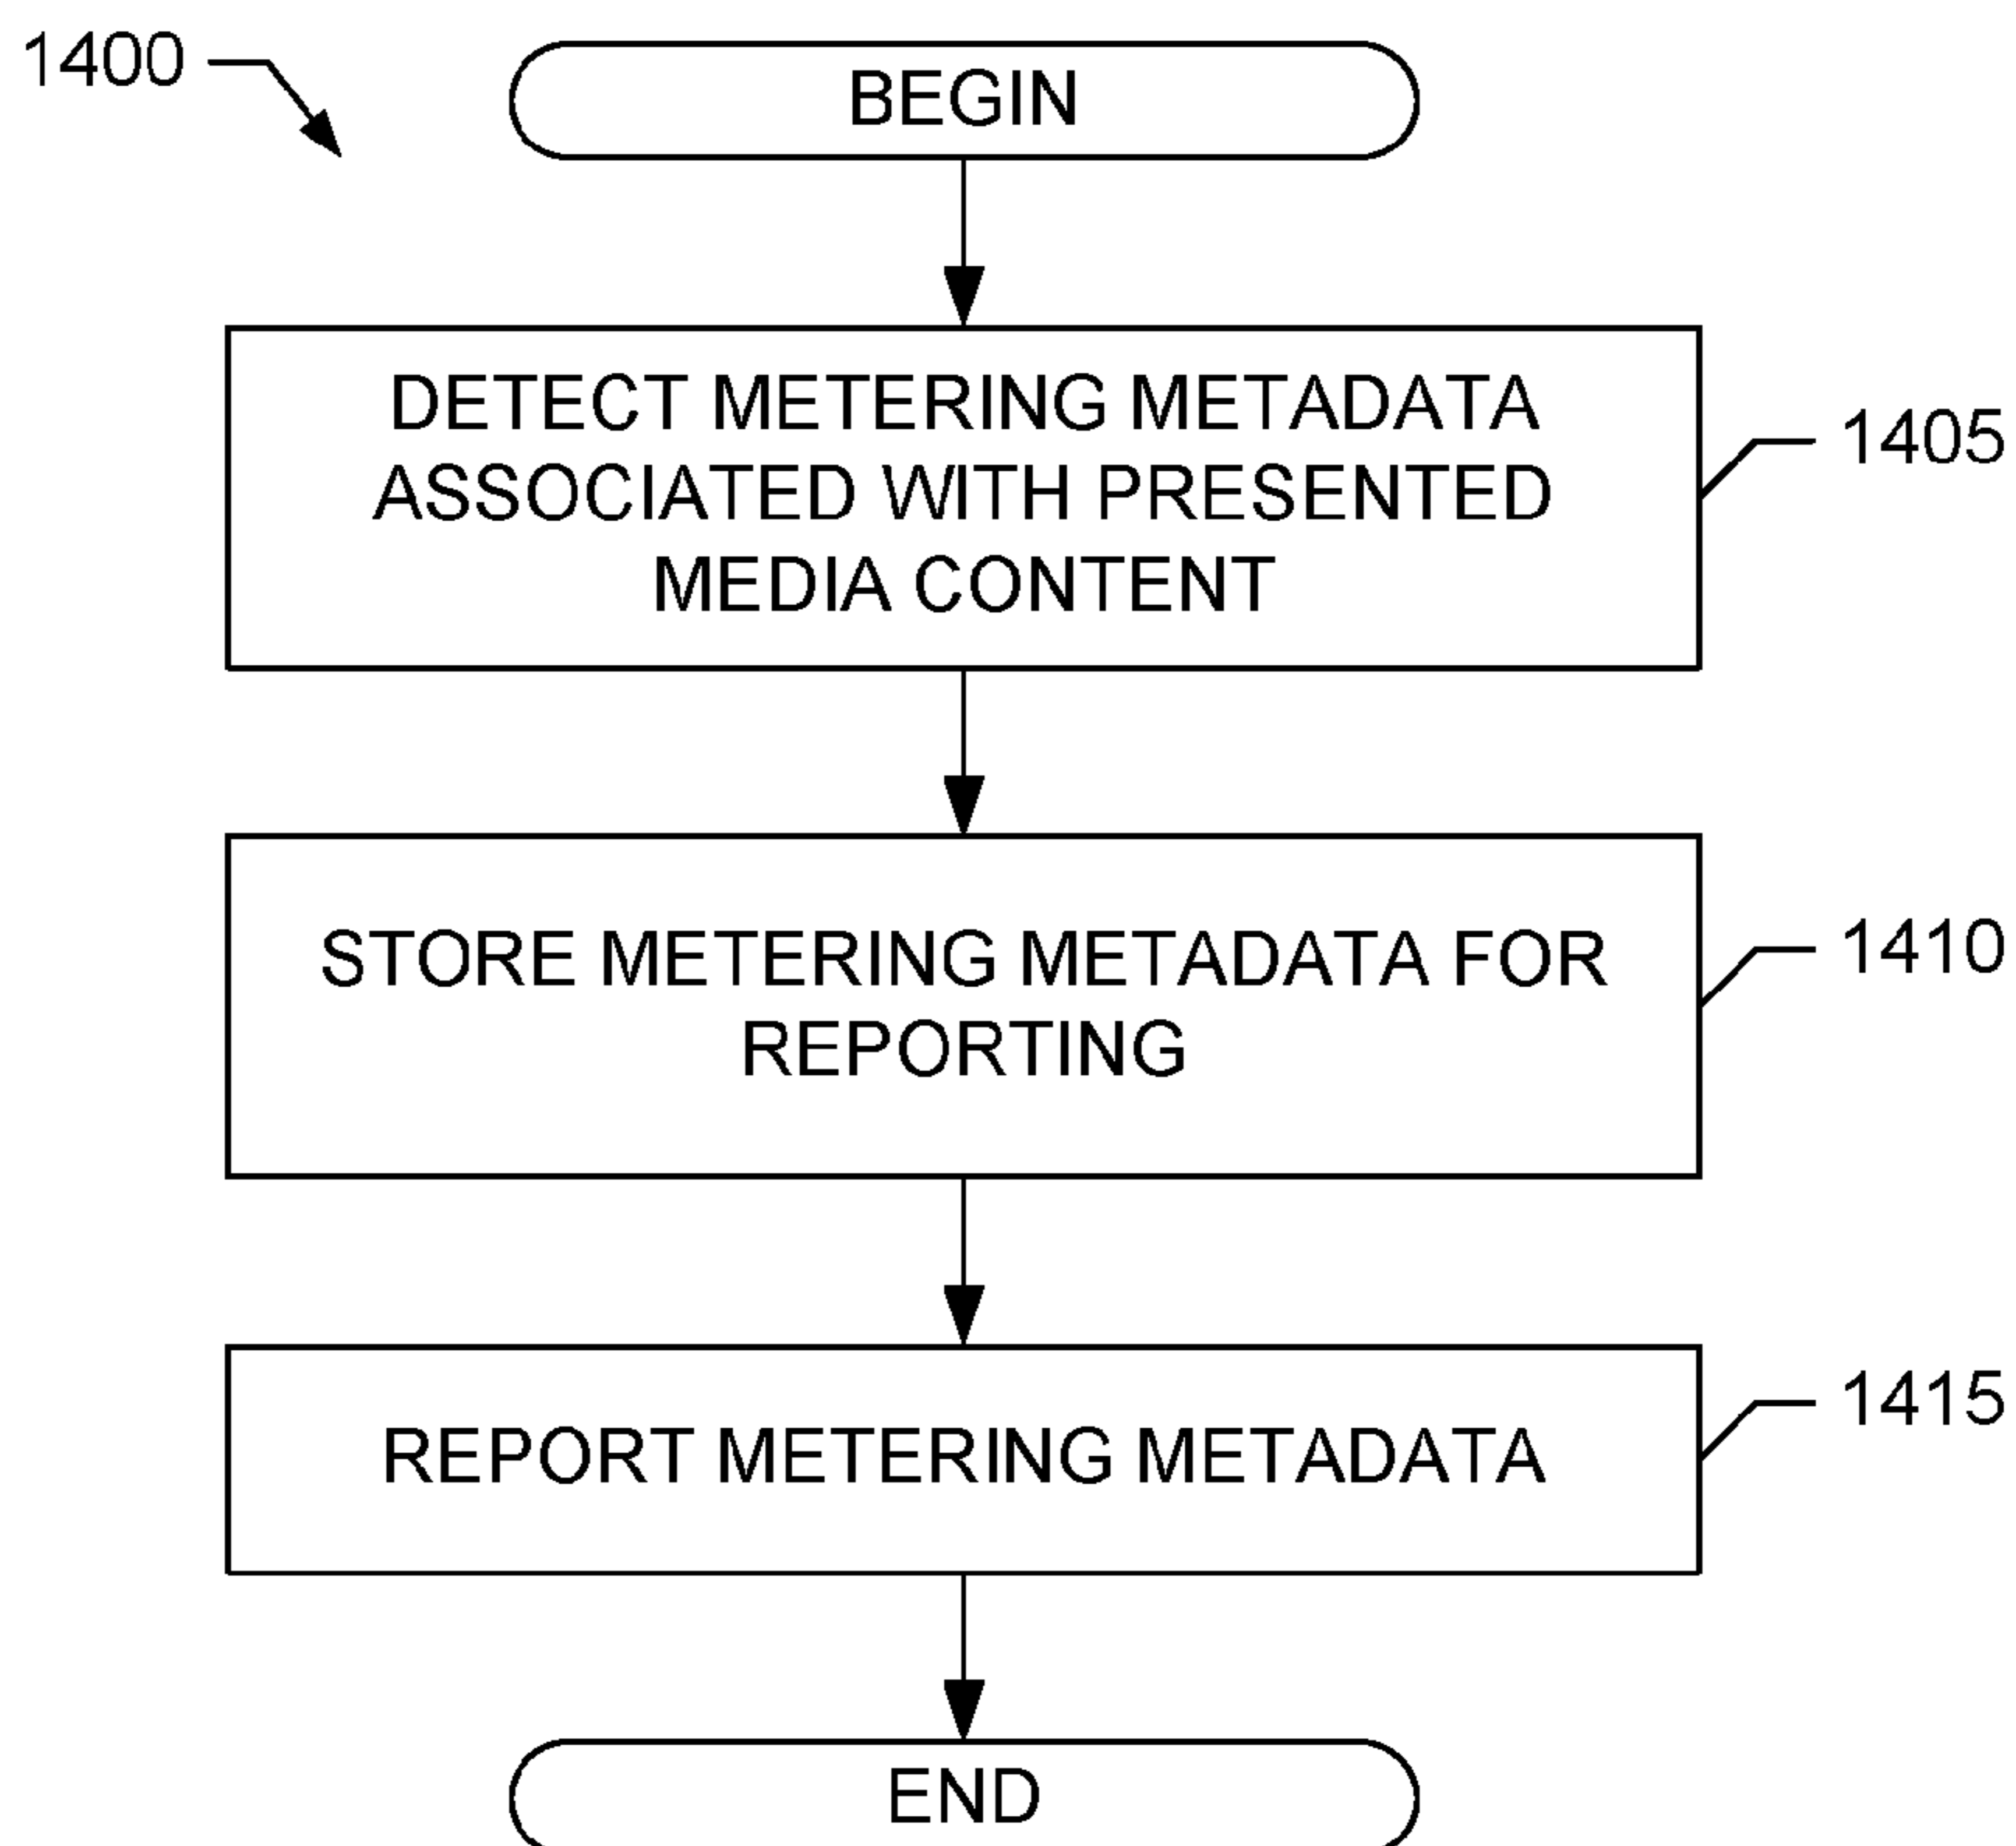 1400
BEGIN
DETECT METERING METADATA
ASSOCIATED WITH PRESENTED
MEDIA CONTENT
1405
STORE METERING METADATA FOR
REPORTING
1410
REPORT METERING METADATA
1415
END